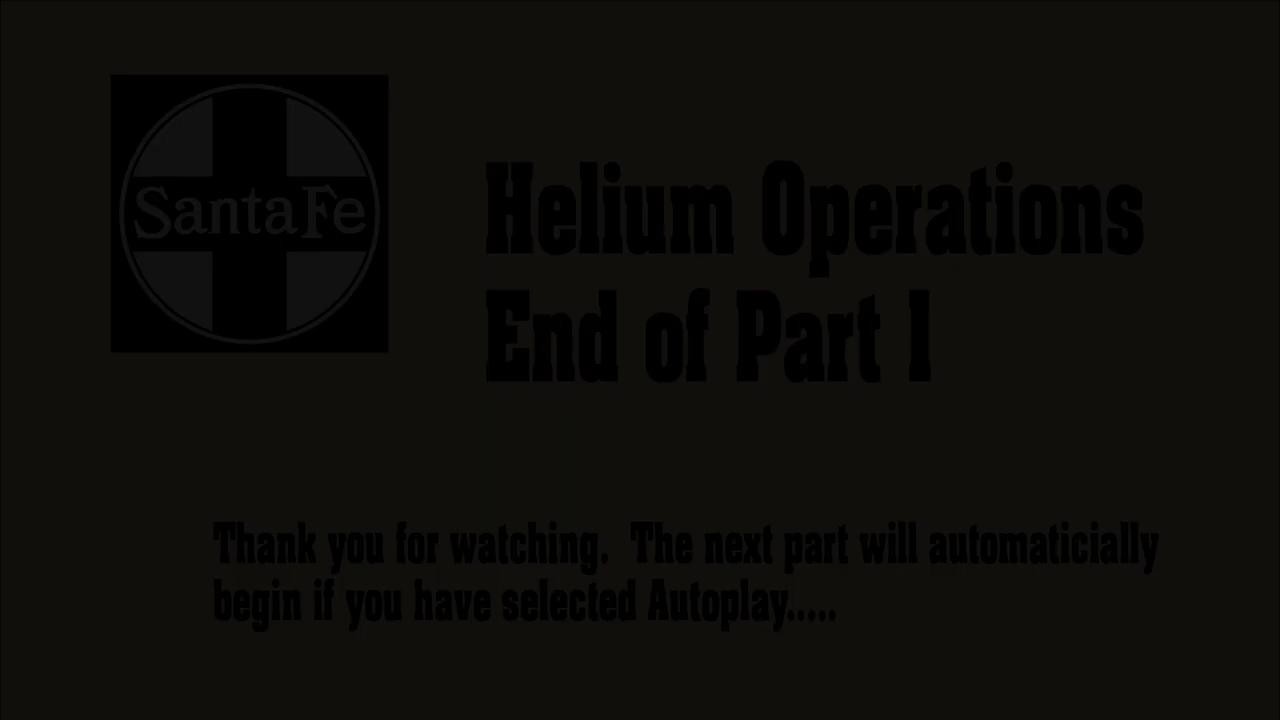 Santa Fe
Helium Operations
End of Part 1
Thank you for watching.  The next part will automaticially
begin if you have selected Autoplay.....